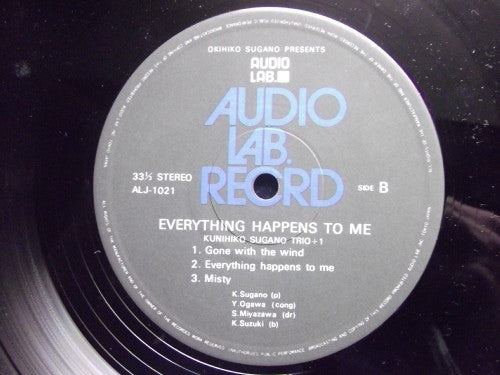 OKIHIKO SUGANO PRESENTS
AUDIO
LAB.
AUDIO
LAB.
RECORD
33⅓ STEREO
ALJ-1021
SIDE B
EVERYTHING HAPPENS TO ME
KUNIHIKO SUGANO TRIO+1
1. Gone with the wind
2. Everything happens to me
3. Misty
K.Sugano (p)
Y.Ogawa (cong)
S.Miyazawa (dr)
K.Suzuki (b)